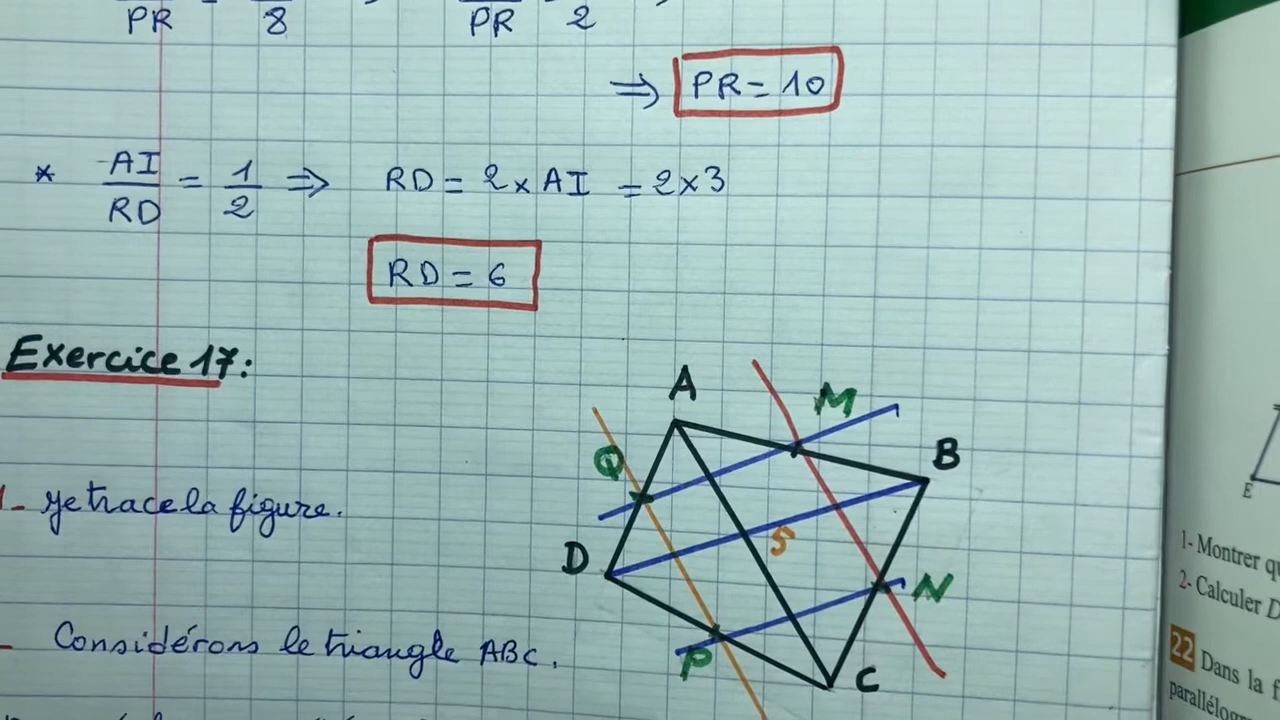 PR 8 PR 2
⇒ PR = 10
* AI/RD = 1/2 ⇒ RD = 2 × AI = 2 × 3
RD = 6
Exercice 17:
A
M
B
Q
1- Je trace la figure.
S
D
N
Considérons le triangle ABC.
P
C
E
1- Montrer
2- Calculer
22 Dans la